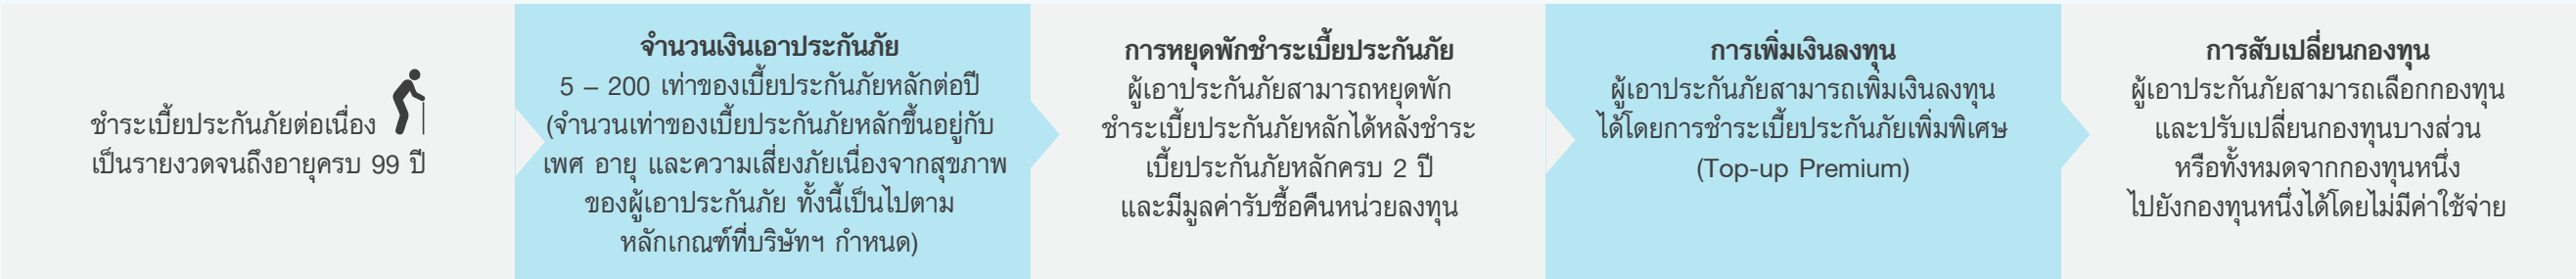 ชำระเบี้ยประกันภัยต่อเนื่อง
เป็นรายงวดจนถึงอายุครบ 99 ปี
จำนวนเงินเอาประกันภัย
5 – 200 เท่าของเบี้ยประกันภัยหลักต่อปี
(จำนวนเท่าของเบี้ยประกันภัยหลักขึ้นอยู่กับ
เพศ อายุ และความเสี่ยงภัยเนื่องจากสุขภาพ
ของผู้เอาประกันภัย ทั้งนี้เป็นไปตาม
หลักเกณฑ์ที่บริษัทฯ กำหนด)
การหยุดพักชำระเบี้ยประกันภัย
ผู้เอาประกันภัยสามารถหยุดพัก
ชำระเบี้ยประกันภัยหลักได้หลังชำระ
เบี้ยประกันภัยหลักครบ 2 ปี
และมีมูลค่ารับซื้อคืนหน่วยลงทุน
การเพิ่มเงินลงทุน
ผู้เอาประกันภัยสามารถเพิ่มเงินลงทุน
ได้โดยการชำระเบี้ยประกันภัยเพิ่มพิเศษ
(Top-up Premium)
การสับเปลี่ยนกองทุน
ผู้เอาประกันภัยสามารถเลือกกองทุน
และปรับเปลี่ยนกองทุนบางส่วน
หรือทั้งหมดจากกองทุนหนึ่ง
ไปยังกองทุนหนึ่งได้โดยไม่มีค่าใช้จ่าย